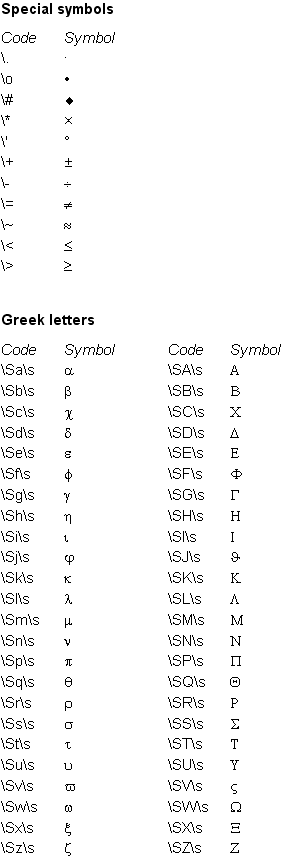 Special symbols
Code Symbol
\. ·
\o •
\# ◆
\* ×
\' °
\+ ±
\- ÷
\= ≠
\~ ≈
\< ≤
\> ≥
Greek letters
Code Symbol Code Symbol
\Sa\s α \SA\s Α
\Sb\s β \SB\s Β
\Sc\s χ \SC\s Χ
\Sd\s δ \SD\s Δ
\Se\s ε \SE\s Ε
\Sf\s ϕ \SF\s Φ
\Sg\s γ \SG\s Γ
\Sh\s η \SH\s Η
\Si\s ι \SI\s Ι
\Sj\s φ \SJ\s ϑ
\Sk\s κ \SK\s Κ
\Sl\s λ \SL\s Λ
\Sm\s μ \SM\s Μ
\Sn\s ν \SN\s Ν
\Sp\s π \SP\s Π
\Sq\s θ \SQ\s Θ
\Sr\s ρ \SR\s Ρ
\Ss\s σ \SS\s Σ
\St\s τ \ST\s Τ
\Su\s υ \SU\s Υ
\Sv\s ϖ \SV\s ς
\Sw\s ω \SW\s Ω
\Sx\s ξ \SX\s Ξ
\Sz\s ζ \SZ\s Ζ